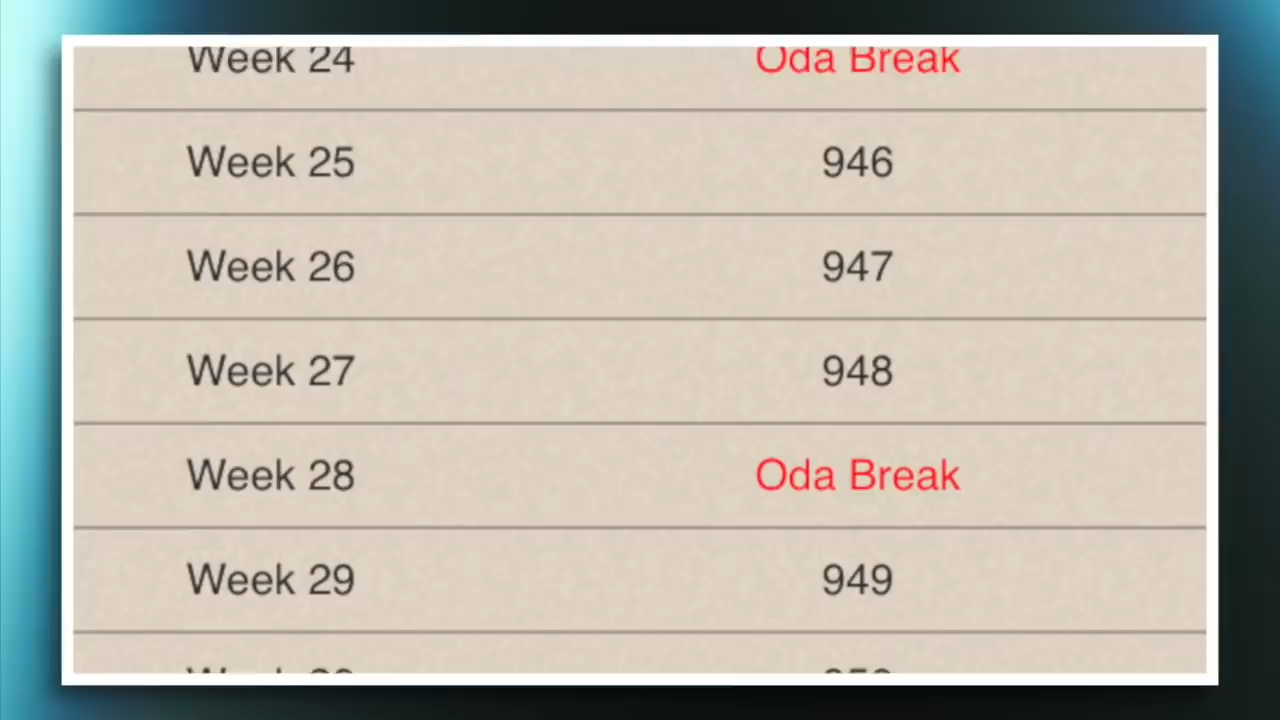 Week 24 Oda Break
Week 25 946
Week 26 947
Week 27 948
Week 28 Oda Break
Week 29 949